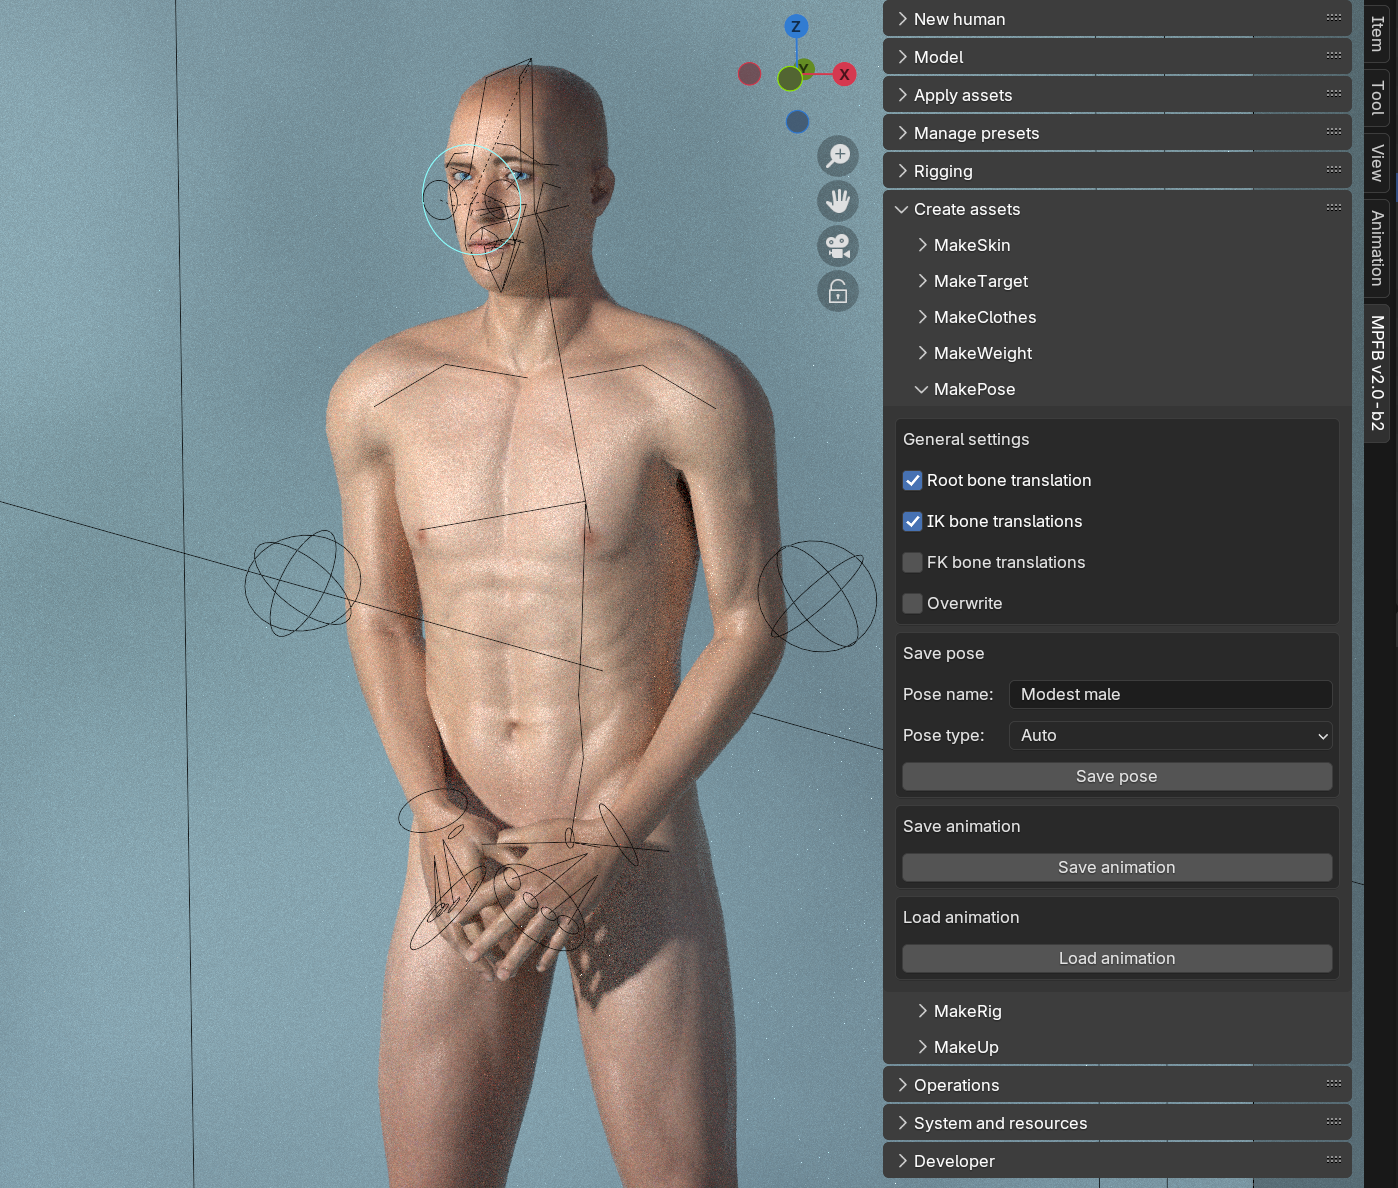 Z
Y
X
New human
Model
Apply assets
Manage presets
Rigging
Create assets
MakeSkin
MakeTarget
MakeClothes
MakeWeight
MakePose
General settings
Root bone translation
IK bone translations
FK bone translations
Overwrite
Save pose
Pose name: Modest male
Pose type: Auto
Save pose
Save animation
Save animation
Load animation
Load animation
MakeRig
MakeUp
Operations
System and resources
Developer
Item
Tool
View
Animation
MPFB v2.0-b2